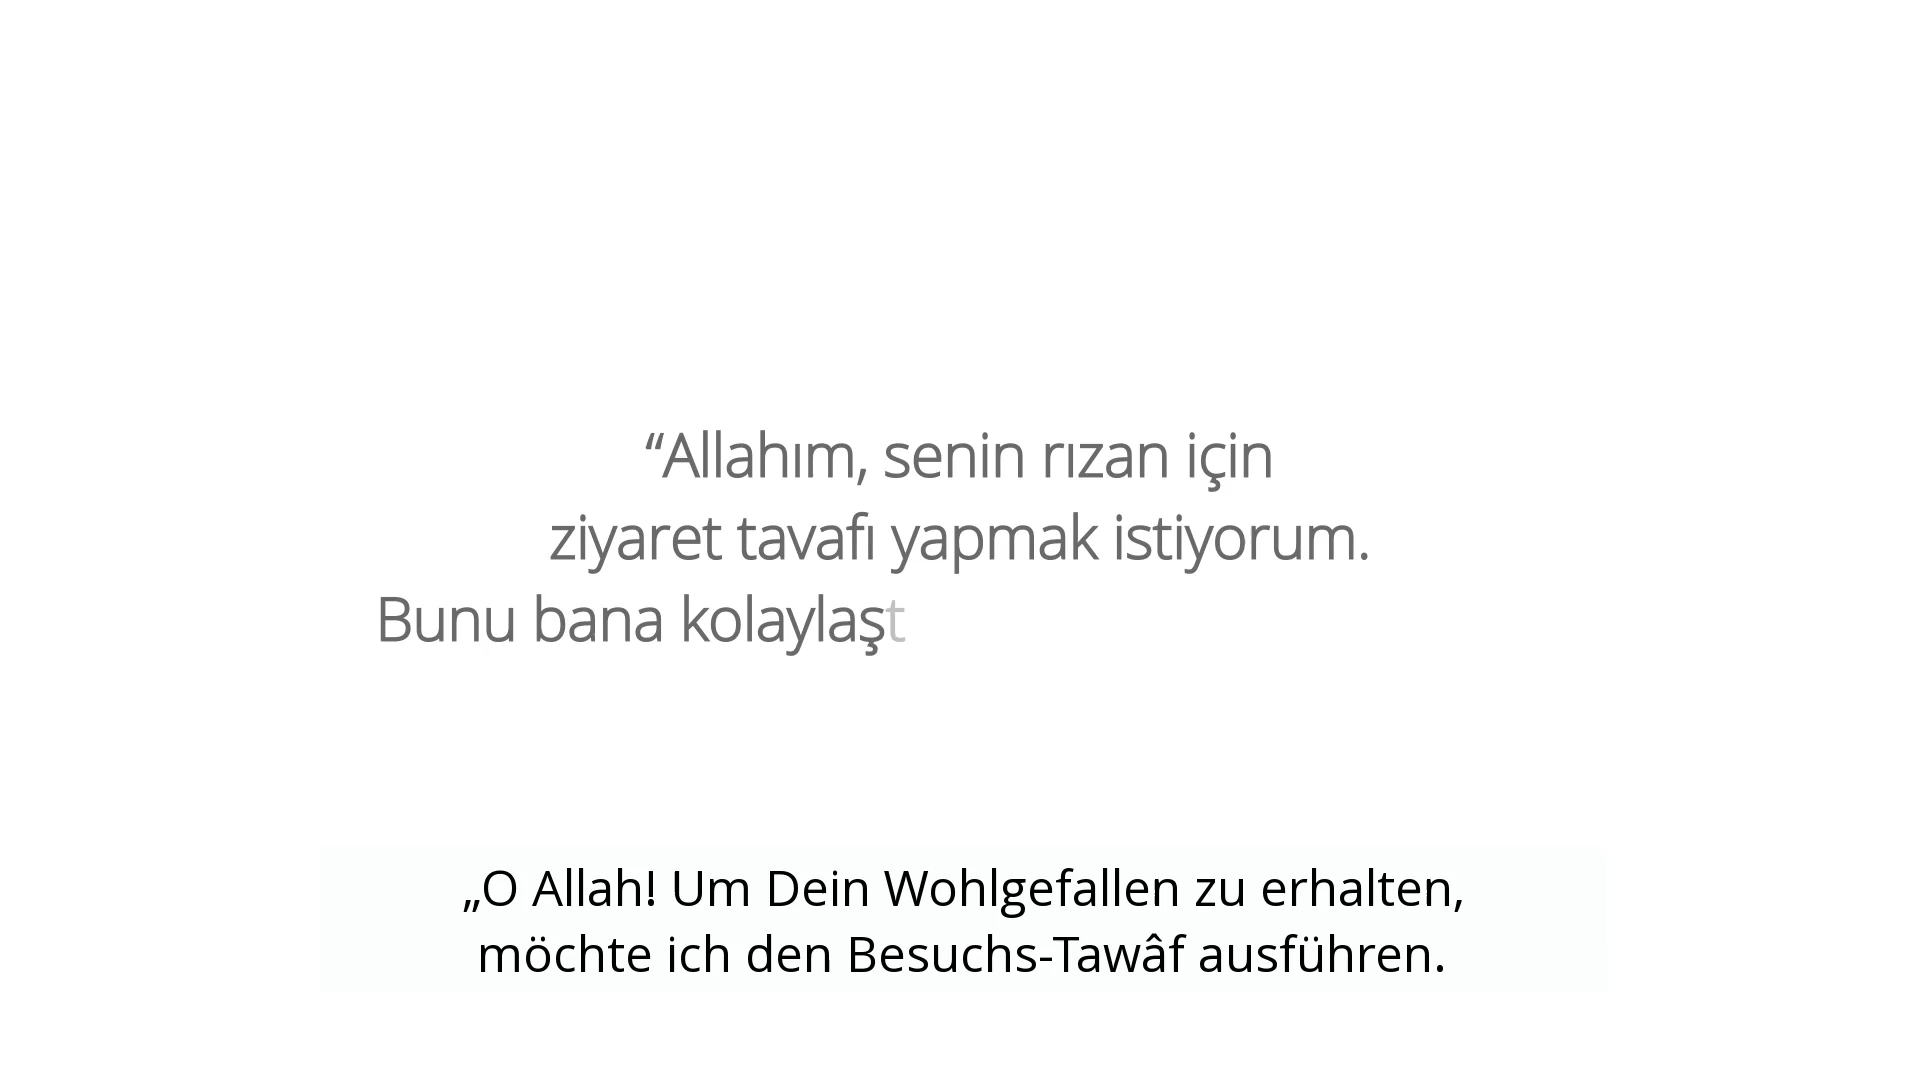 “Allahım, senin rızan için
ziyaret tavafı yapmak istiyorum.
Bunu bana kolaylaşt
„O Allah! Um Dein Wohlgefallen zu erhalten,
möchte ich den Besuchs-Tawâf ausführen.